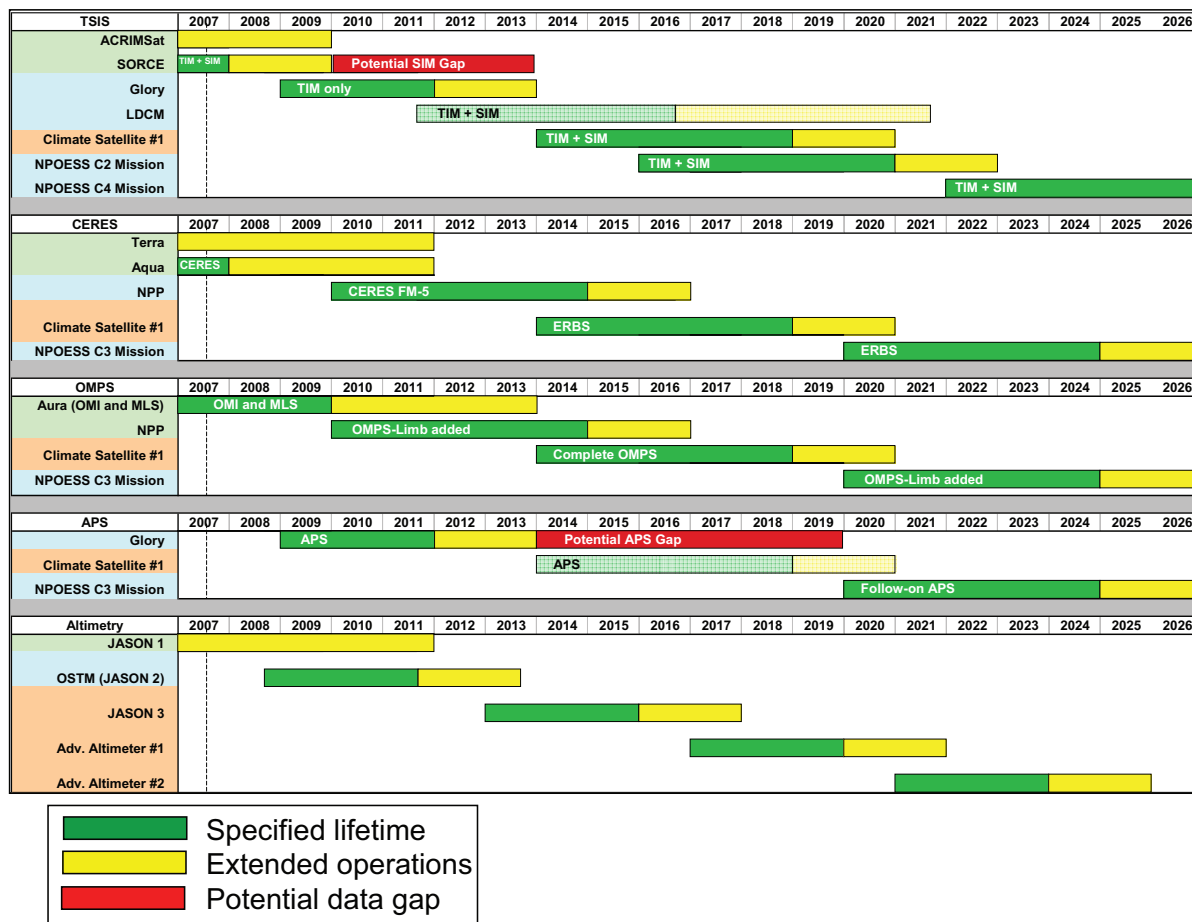 TSIS 2007 2008 2009 2010 2011 2012 2013 2014 2015 2016 2017 2018 2019 2020 2021 2022 2023 2024 2025 2026
ACRIMSat
SORCE TIM + SIM Potential SIM Gap
Glory TIM only
LDCM TIM + SIM
Climate Satellite #1 TIM + SIM
NPOESS C2 Mission TIM + SIM
NPOESS C4 Mission TIM + SIM
CERES 2007 2008 2009 2010 2011 2012 2013 2014 2015 2016 2017 2018 2019 2020 2021 2022 2023 2024 2025 2026
Terra
Aqua CERES
NPP CERES FM-5
Climate Satellite #1 ERBS
NPOESS C3 Mission ERBS
OMPS 2007 2008 2009 2010 2011 2012 2013 2014 2015 2016 2017 2018 2019 2020 2021 2022 2023 2024 2025 2026
Aura (OMI and MLS) OMI and MLS
NPP OMPS-Limb added
Climate Satellite #1 Complete OMPS
NPOESS C3 Mission OMPS-Limb added
APS 2007 2008 2009 2010 2011 2012 2013 2014 2015 2016 2017 2018 2019 2020 2021 2022 2023 2024 2025 2026
Glory APS Potential APS Gap
Climate Satellite #1 APS
NPOESS C3 Mission Follow-on APS
Altimetry 2007 2008 2009 2010 2011 2012 2013 2014 2015 2016 2017 2018 2019 2020 2021 2022 2023 2024 2025 2026
JASON 1
OSTM (JASON 2)
JASON 3
Adv. Altimeter #1
Adv. Altimeter #2
Specified lifetime
Extended operations
Potential data gap